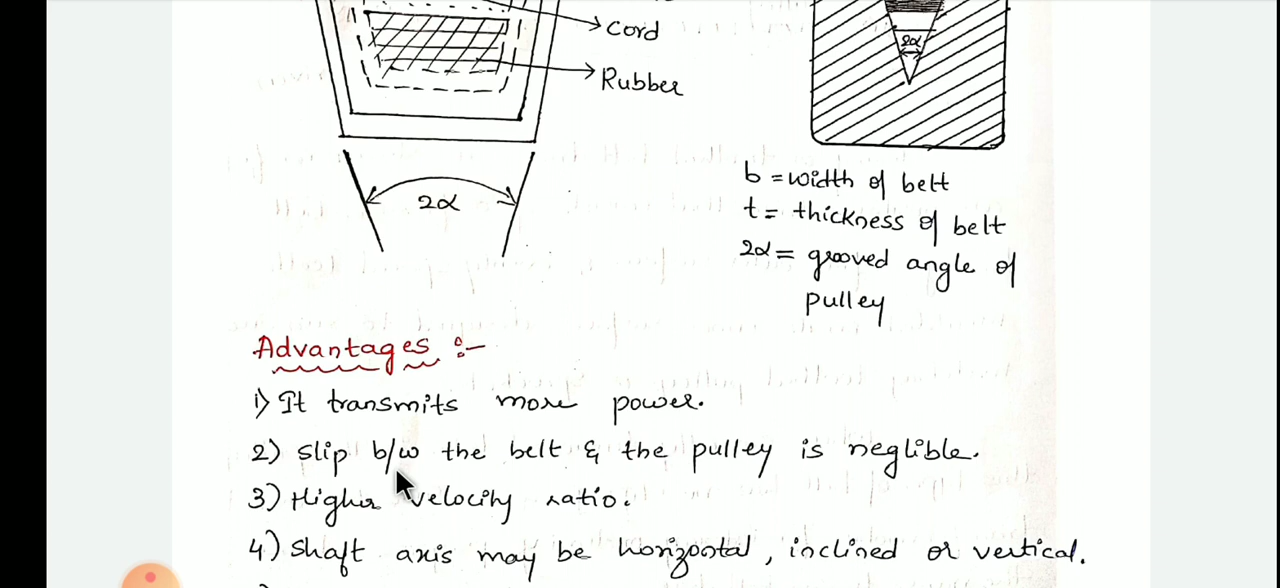 Cord
Rubber
2α
2α
b = width of belt
t = thickness of belt
2α = grooved angle of
pulley
Advantages :-
1) It transmits more power.
2) Slip b/w the belt & the pulley is neglible.
3) Higher velocity ratio.
4) Shaft axis may be horizontal, inclined or vertical.